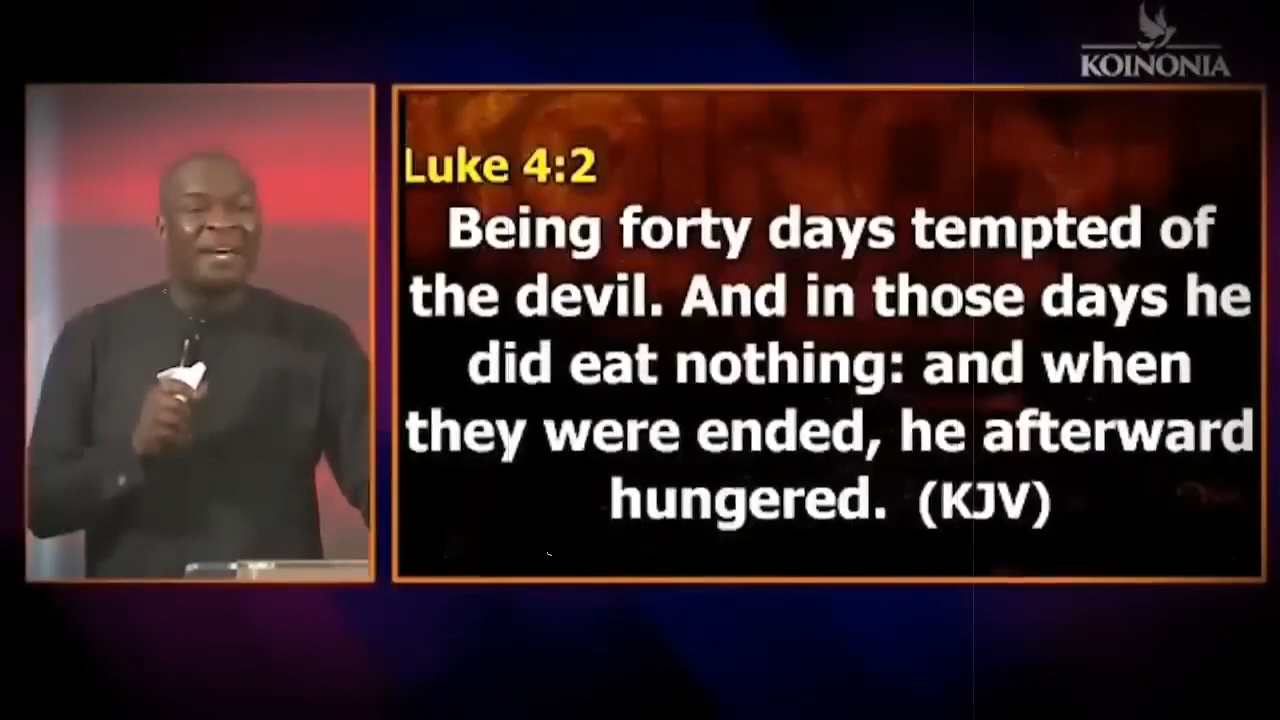 KOINONIA
Luke 4:2
Being forty days tempted of
the devil. And in those days he
did eat nothing: and when
they were ended, he afterward
hungered. (KJV)